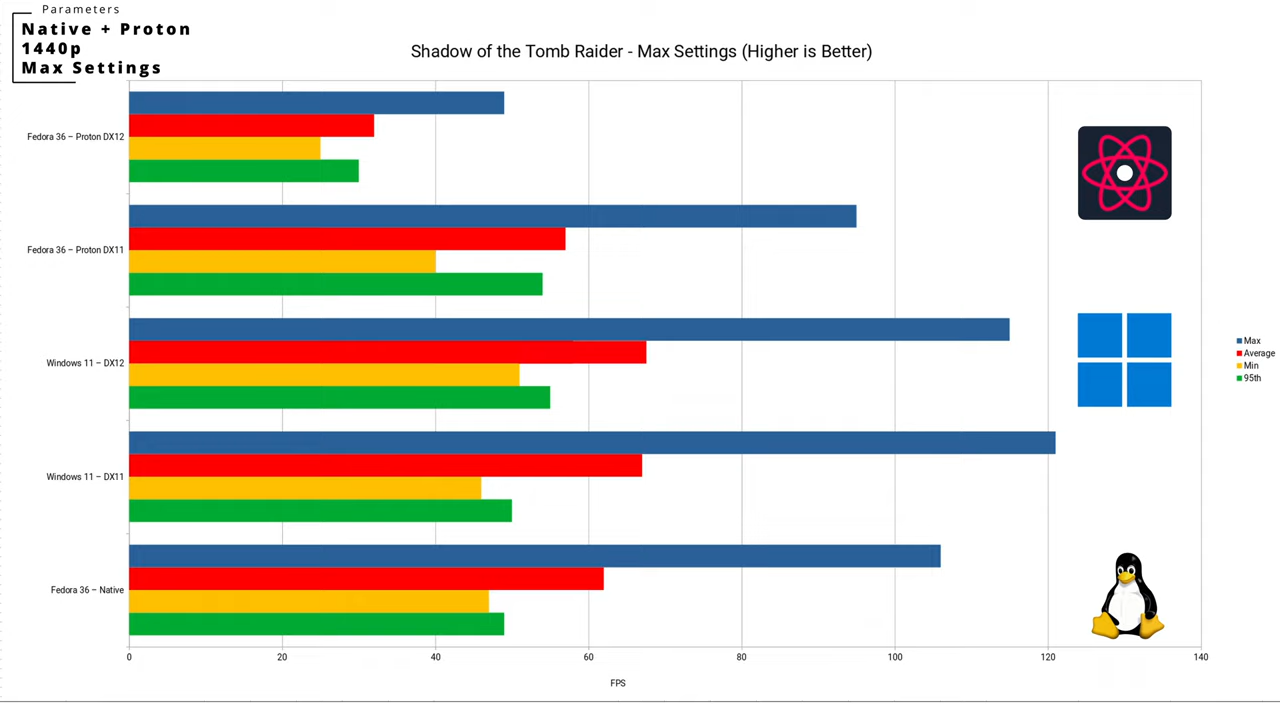 Parameters
Native + Proton
1440p
Max Settings
Shadow of the Tomb Raider - Max Settings (Higher is Better)
Fedora 36 – Proton DX12
Fedora 36 – Proton DX11
Windows 11 – DX12
Windows 11 – DX11
Fedora 36 – Native
Max
Average
Min
95th
0 20 40 60 80 100 120 140
FPS